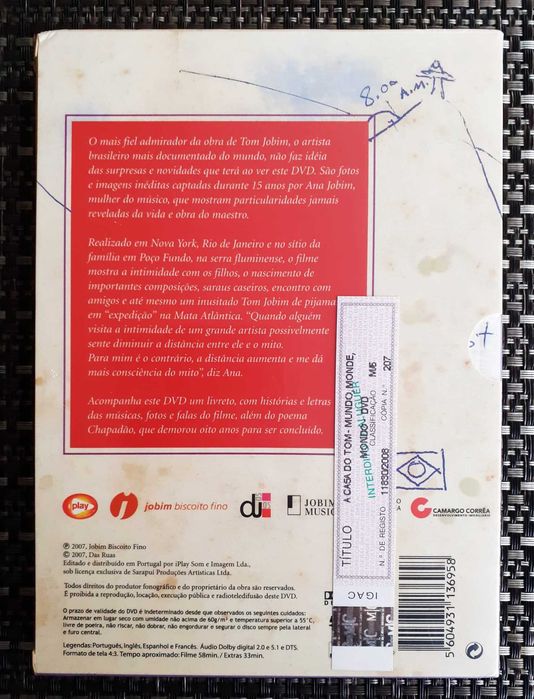 8.00 A.M.
O mais fiel admirador da obra de Tom Jobim, o artista
brasileiro mais documentado do mundo, não faz idéia
das surpresas e novidades que terá ao ver este DVD. São fotos
e imagens inéditas captadas durante 15 anos por Ana Jobim,
mulher do músico, que mostram particularidades jamais
reveladas da vida e obra do maestro.
Realizado em Nova York, Rio de Janeiro e no sítio da
família em Poço Fundo, na serra fluminense, o filme
mostra a intimidade com os filhos, o nascimento de
importantes composições, saraus caseiros, encontro com
amigos e até mesmo um inusitado Tom Jobim de pijama
em “expedição” na Mata Atlântica. “Quando alguém
visita a intimidade de um grande artista possivelmente
sente diminuir a distância entre ele e o mito.
Para mim é o contrário, a distância aumenta e me dá
mais consciência do mito”, diz Ana.
Acompanha este DVD um livreto, com histórias e letras
das músicas, fotos e falas do filme, além do poema
Chapadão, que demorou oito anos para ser concluído.
TÍTULO
A CASA DO TOM - MUNDO, MONDE,
MONDO - DVD
INTERDITO
ALUGUER
CLASSIFICAÇÃO M/6
N.º DE REGISTO 11830/2008 CÓPIA N.º 207
IGAC
play
jobim biscoito fino
dj
JOBIM
MUSIC
CAMARGO CORRÊA
DESENVOLVIMENTO IMOBILIÁRIO
℗ 2007, Jobim Biscoito Fino
© 2007, Das Ruas
Editado e distribuido em Portugal por iPlay Som e Imagem Lda.,
sob licença exclusiva de Sarapuí Produções Artísticas Ltda.
Todos direitos do produtor fonográfico e do proprietário da obra são reservados.
É proibida a reprodução, locação, execução pública e radioteledifusão deste DVD.
O prazo de validade do DVD é indeterminado desde que observados os seguintes cuidados:
Armazenar em lugar seco com umidade não acima de 60g/m³ e temperatura superior a 55°C,
livre de poeira, não riscar, não dobrar, não engordurar e segurar o disco sempre pela lateral
e furo central.
Legendas: Português, Inglês, Espanhol e Francês. Áudio Dolby digital 2.0 e 5.1 e DTS.
Formato de tela 4:3. Tempo aproximado: Filme 58min. / Extras 33min.
5 604931 136958